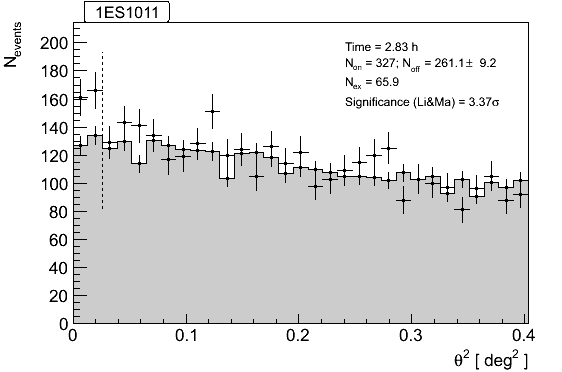 1ES1011
N_events
200
180
160
140
120
100
80
60
40
20
0
Time = 2.83 h
N_on = 327; N_off = 261.1± 9.2
N_ex = 65.9
Significance (Li&Ma) = 3.37σ
0 0.1 0.2 0.3 0.4
θ² [ deg² ]